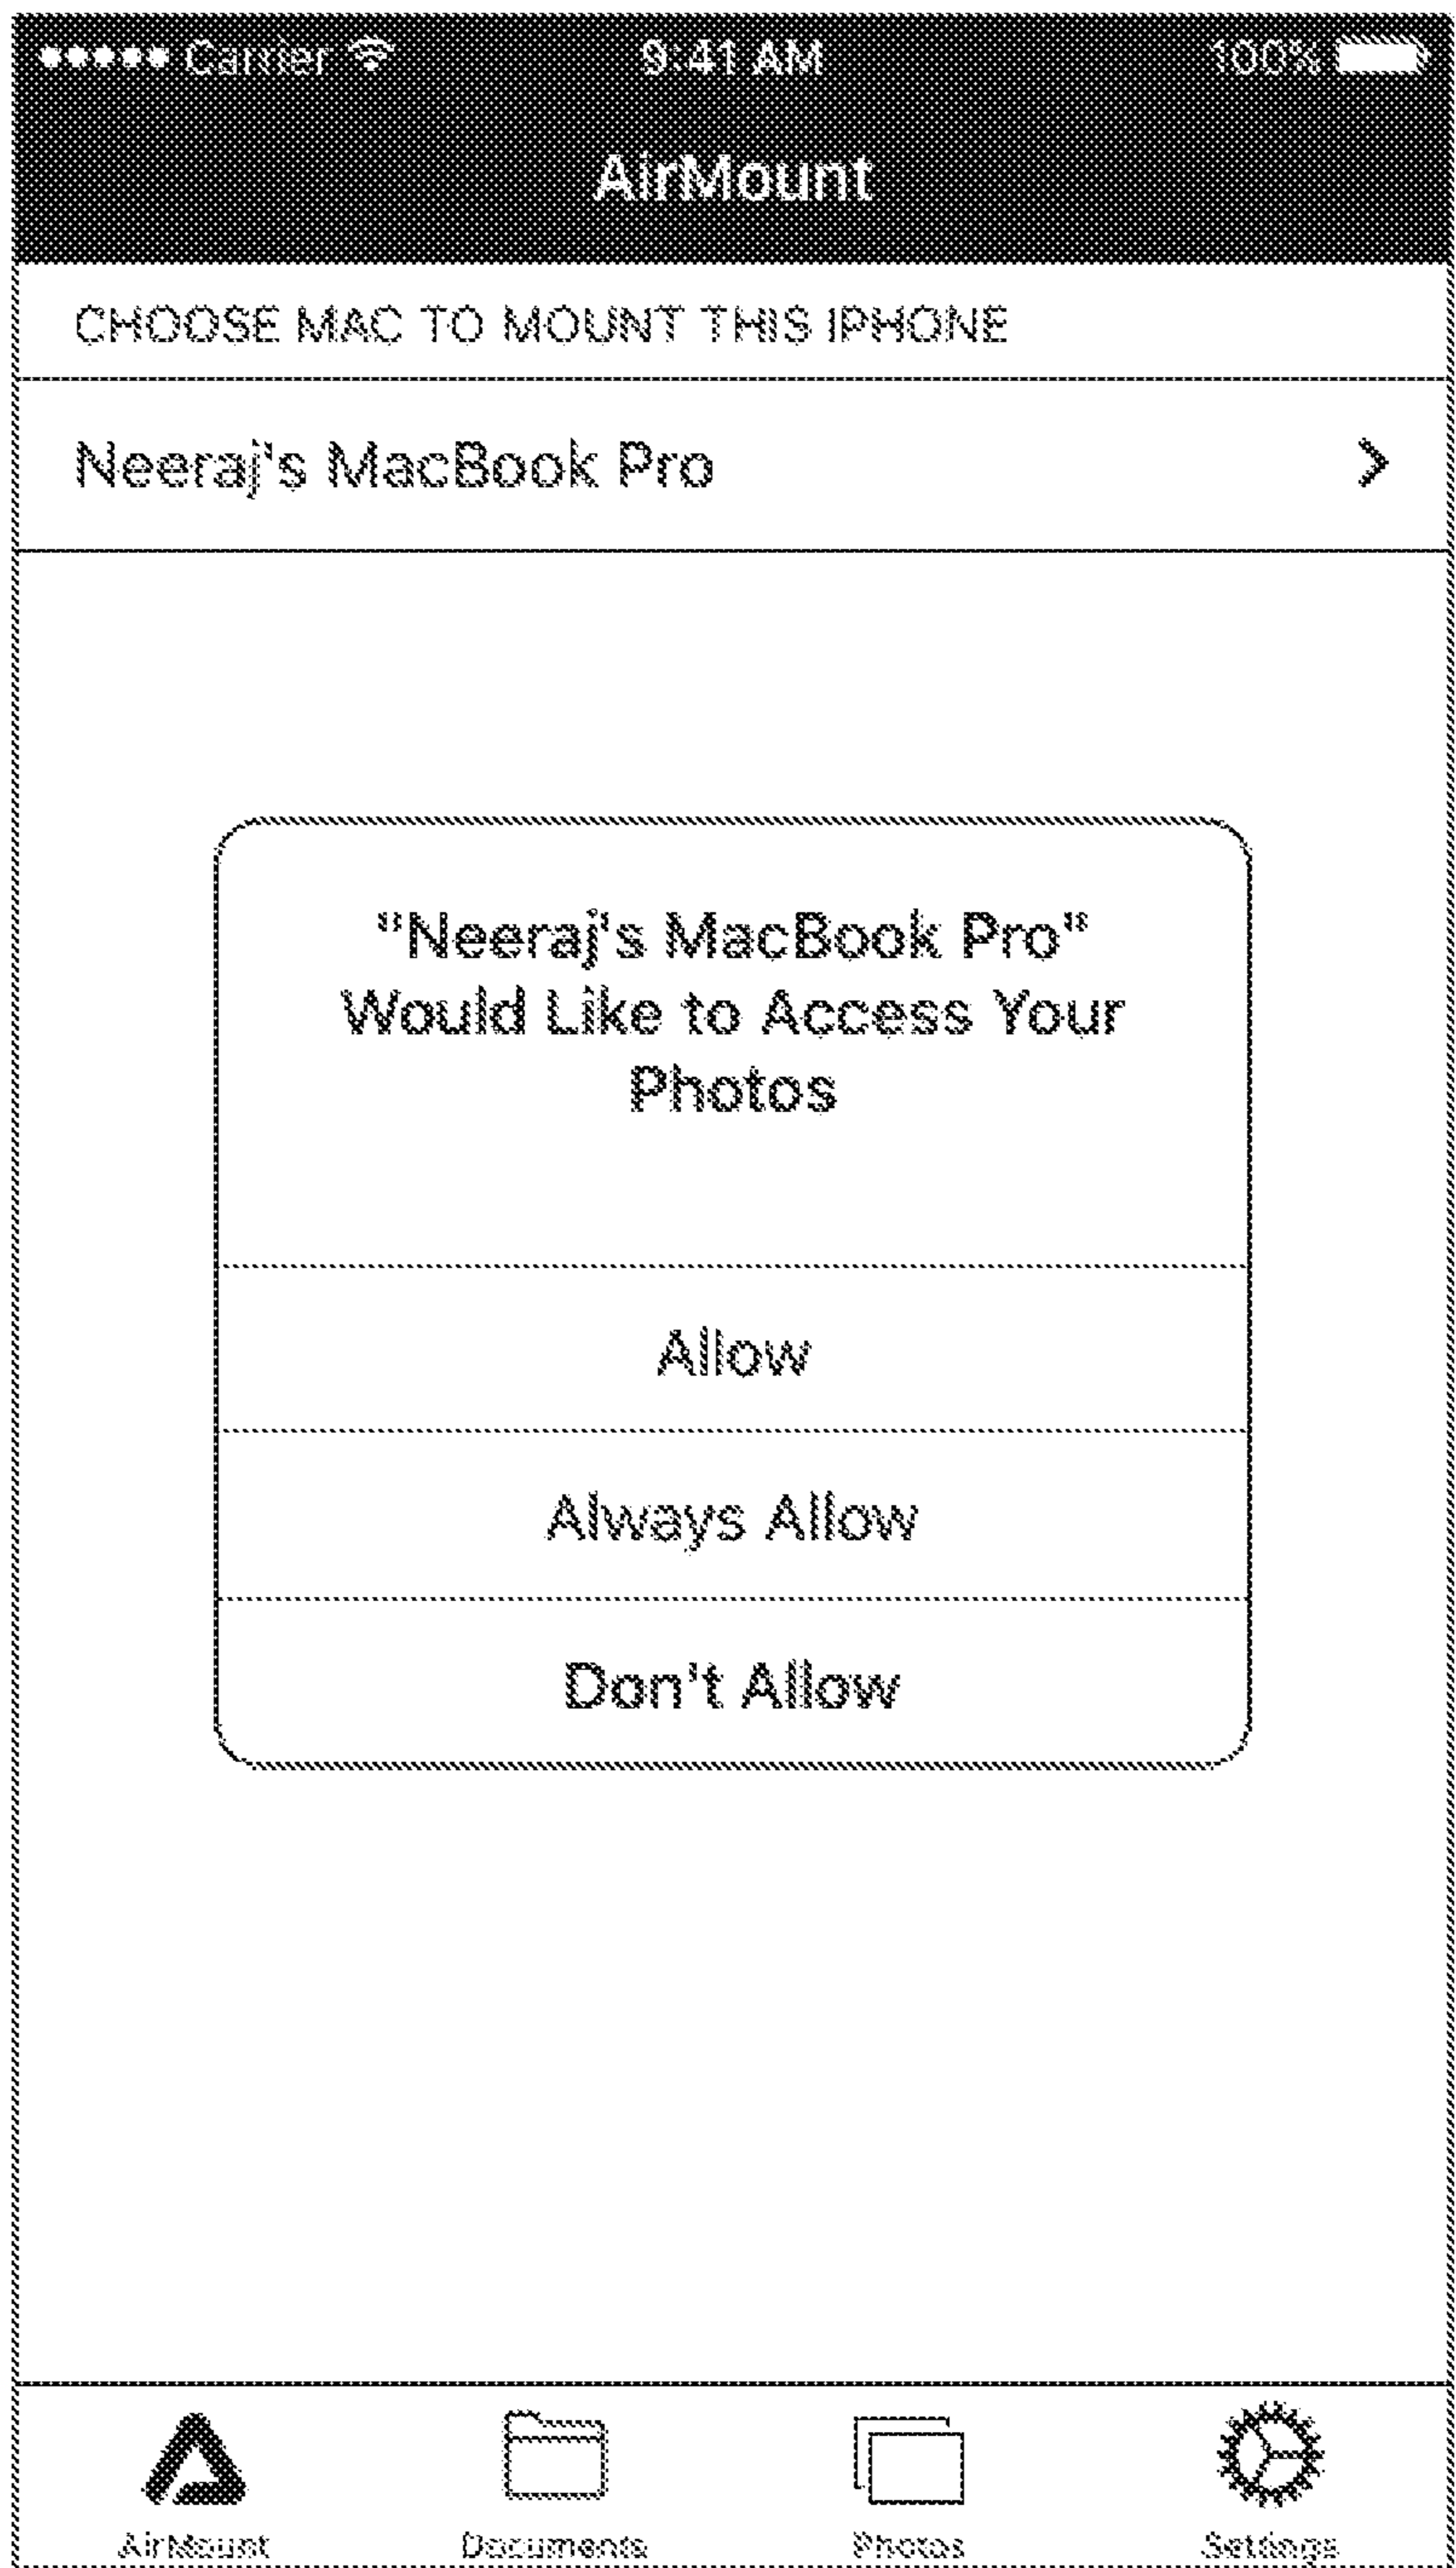 Carrier 9:41 AM 100%
AirMount
CHOOSE MAC TO MOUNT THIS IPHONE
Neeraj's MacBook Pro
"Neeraj's MacBook Pro"
Would Like to Access Your
Photos
Allow
Always Allow
Don't Allow
AirMount Documents Photos Settings